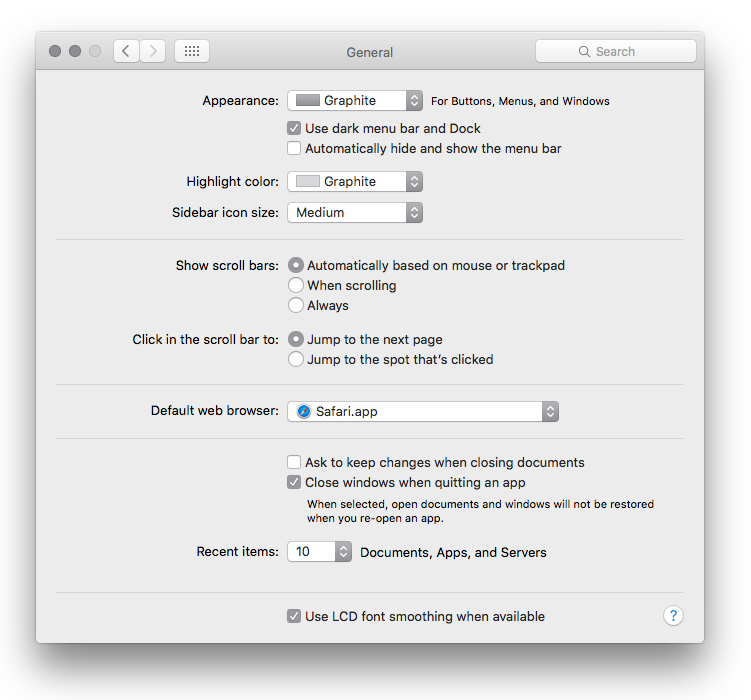 General
Search
Appearance: Graphite For Buttons, Menus, and Windows
Use dark menu bar and Dock
Automatically hide and show the menu bar
Highlight color: Graphite
Sidebar icon size: Medium
Show scroll bars: Automatically based on mouse or trackpad
When scrolling
Always
Click in the scroll bar to: Jump to the next page
Jump to the spot that's clicked
Default web browser: Safari.app
Ask to keep changes when closing documents
Close windows when quitting an app
When selected, open documents and windows will not be restored
when you re-open an app.
Recent items: 10 Documents, Apps, and Servers
Use LCD font smoothing when available
?